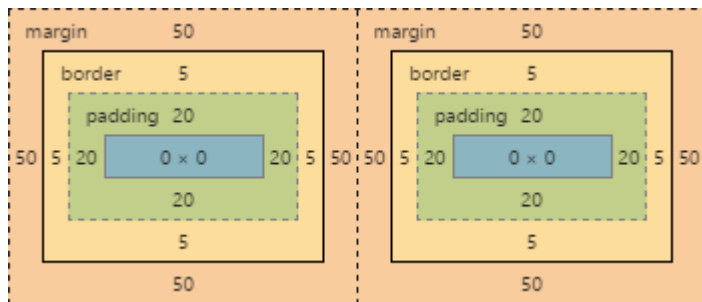 margin 50 margin 50
border 5 border 5
padding 20 padding 20
50 5 20 0 × 0 20 5 50 50 5 20 0 × 0 20 5 50
20 20
5 5
50 50